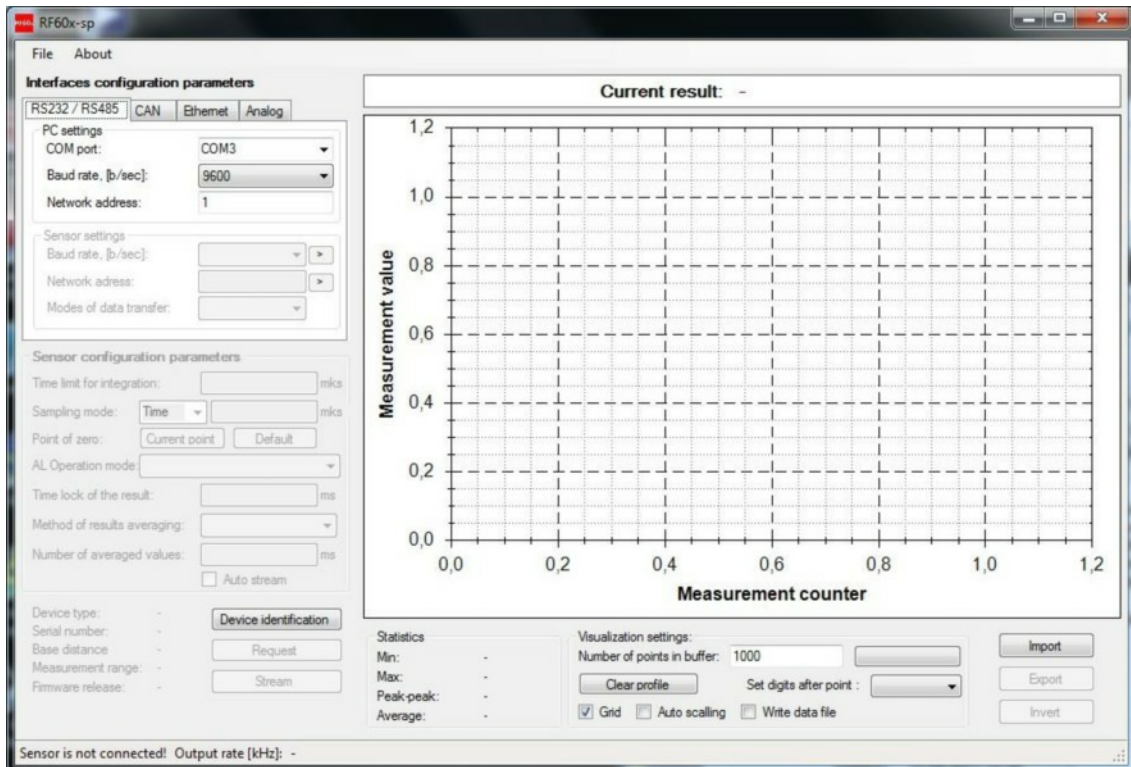 RF60x-sp
File About
Interfaces configuration parameters
RS232 / RS485 CAN Ethernet Analog
PC settings
COM port: COM3
Baud rate, [b/sec]: 9600
Network address: 1
Sensor settings
Baud rate, [b/sec]: >
Network adress: >
Modes of data transfer:
Sensor configuration parameters
Time limit for integration: mks
Sampling mode: Time mks
Point of zero: Current point Default
AL Operation mode:
Time lock of the result: ms
Method of results averaging:
Number of averaged values: ms
Auto stream
Device type: -
Serial number: -
Base distance -
Measurement range: -
Firmware release: -
Device identification
Request
Stream
Current result: -
Measurement value
1,2
1,0
0,8
0,6
0,4
0,2
0,0
0,0 0,2 0,4 0,6 0,8 1,0 1,2
Measurement counter
Statistics
Min: -
Max: -
Peak-peak: -
Average: -
Visualization settings:
Number of points in buffer: 1000
Clear profile Set digits after point :
Grid Auto scalling Write data file
Import
Export
Invert
Sensor is not connected! Output rate [kHz]: -